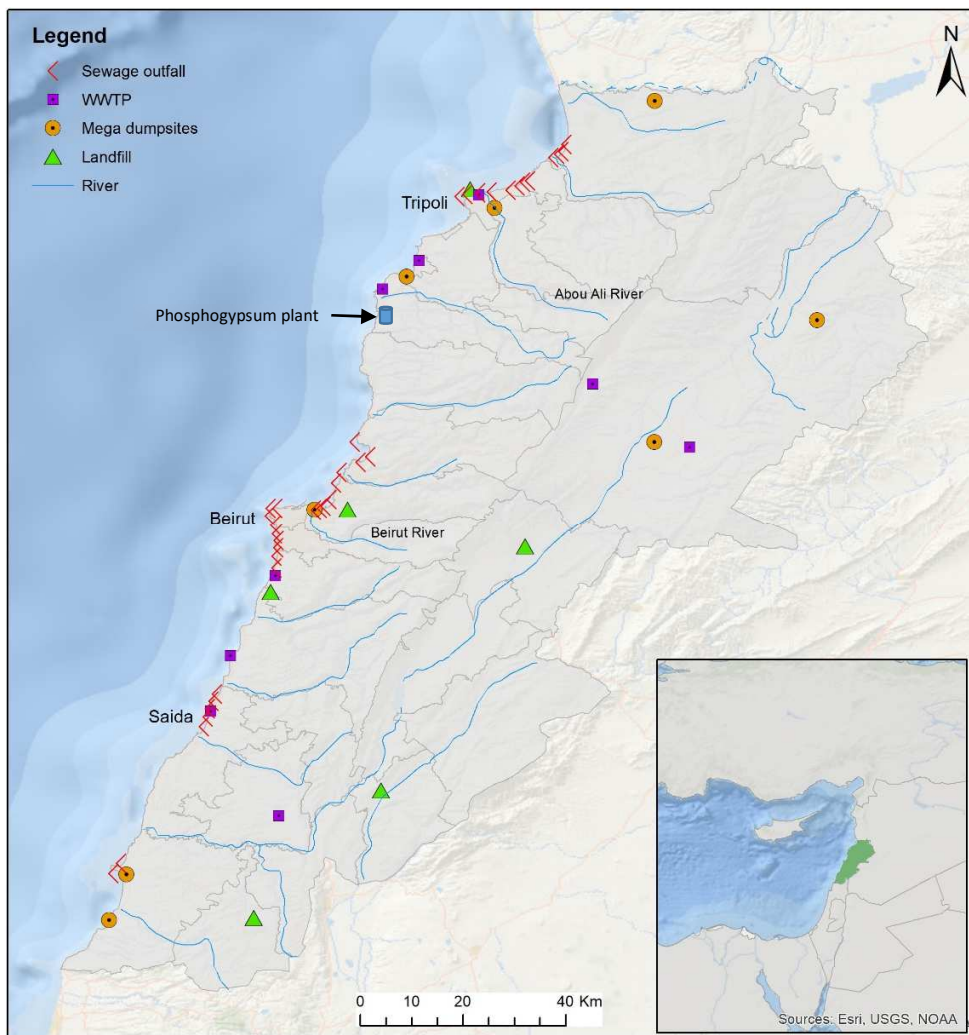 Legend
Sewage outfall
WWTP
Mega dumpsites
Landfill
River
N
Tripoli
Abou Ali River
Phosphogypsum plant
Beirut
Beirut River
Saida
0 10 20 40 Km
Sources: Esri, USGS, NOAA